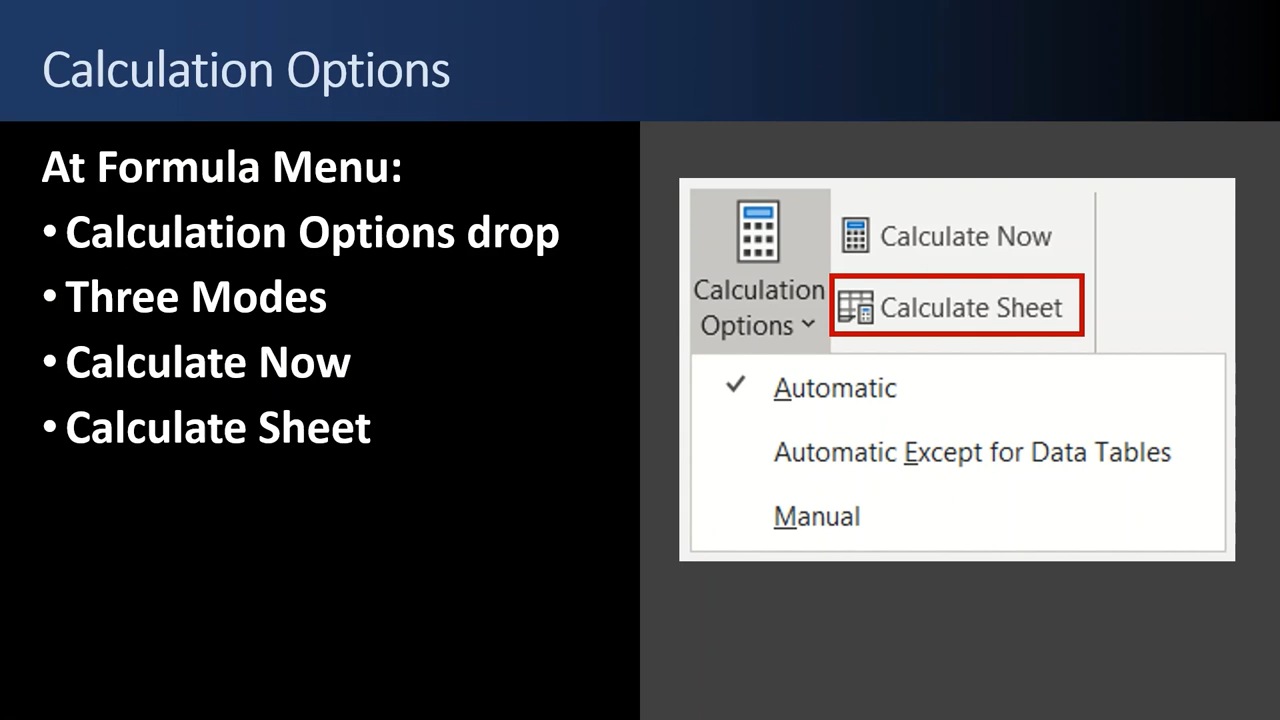 Calculation Options
At Formula Menu:
• Calculation Options drop
• Three Modes
• Calculate Now
• Calculate Sheet
Calculation
Options
Calculate Now
Calculate Sheet
Automatic
Automatic Except for Data Tables
Manual